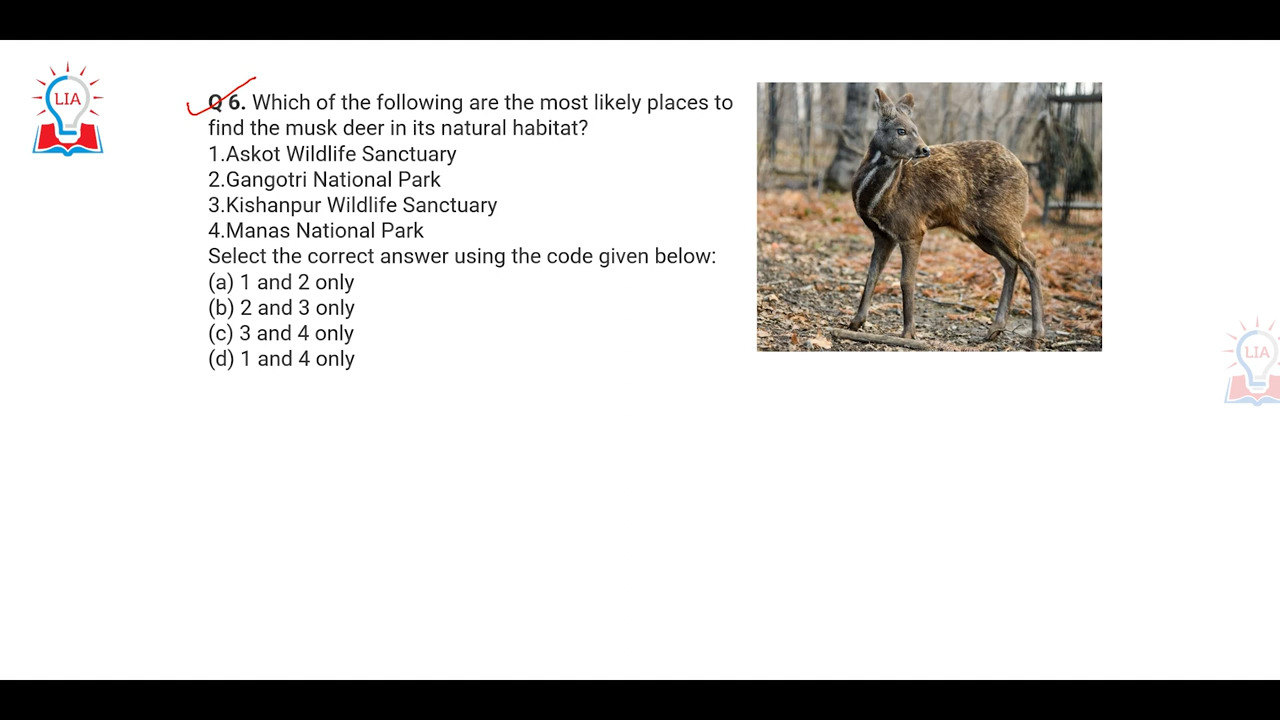 LIA
Q 6. Which of the following are the most likely places to
find the musk deer in its natural habitat?
1.Askot Wildlife Sanctuary
2.Gangotri National Park
3.Kishanpur Wildlife Sanctuary
4.Manas National Park
Select the correct answer using the code given below:
(a) 1 and 2 only
(b) 2 and 3 only
(c) 3 and 4 only
(d) 1 and 4 only
LIA